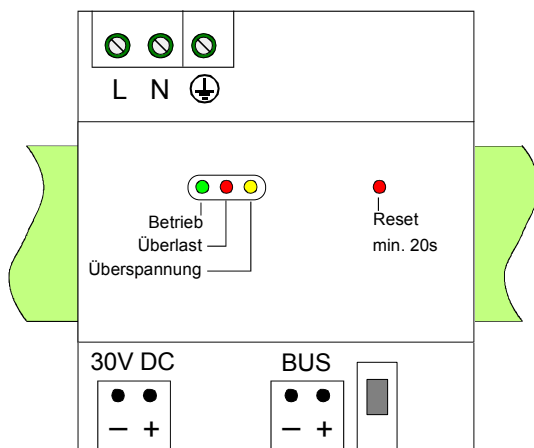 L N
Betrieb
Überlast
Überspannung
Reset
min. 20s
30V DC
BUS
− +
− +